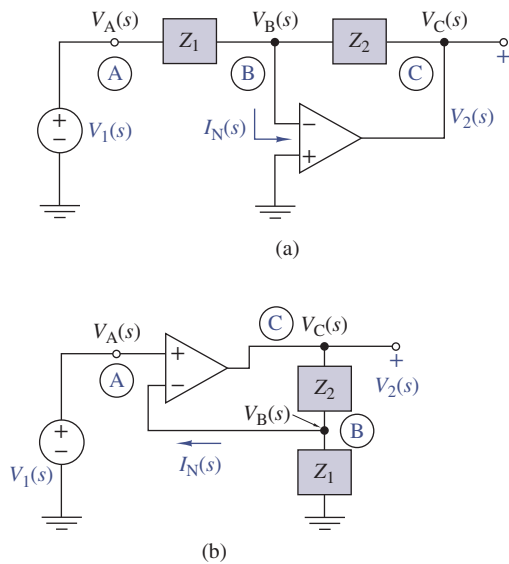 V_A(s) Z_1 V_B(s) Z_2 V_C(s)
A B C +
+
− V_1(s) I_N(s) − V_2(s)
+
(a)
C V_C(s)
V_A(s) +
A − Z_2 + V_2(s)
V_B(s) B
+
− V_1(s) I_N(s) Z_1
(b)